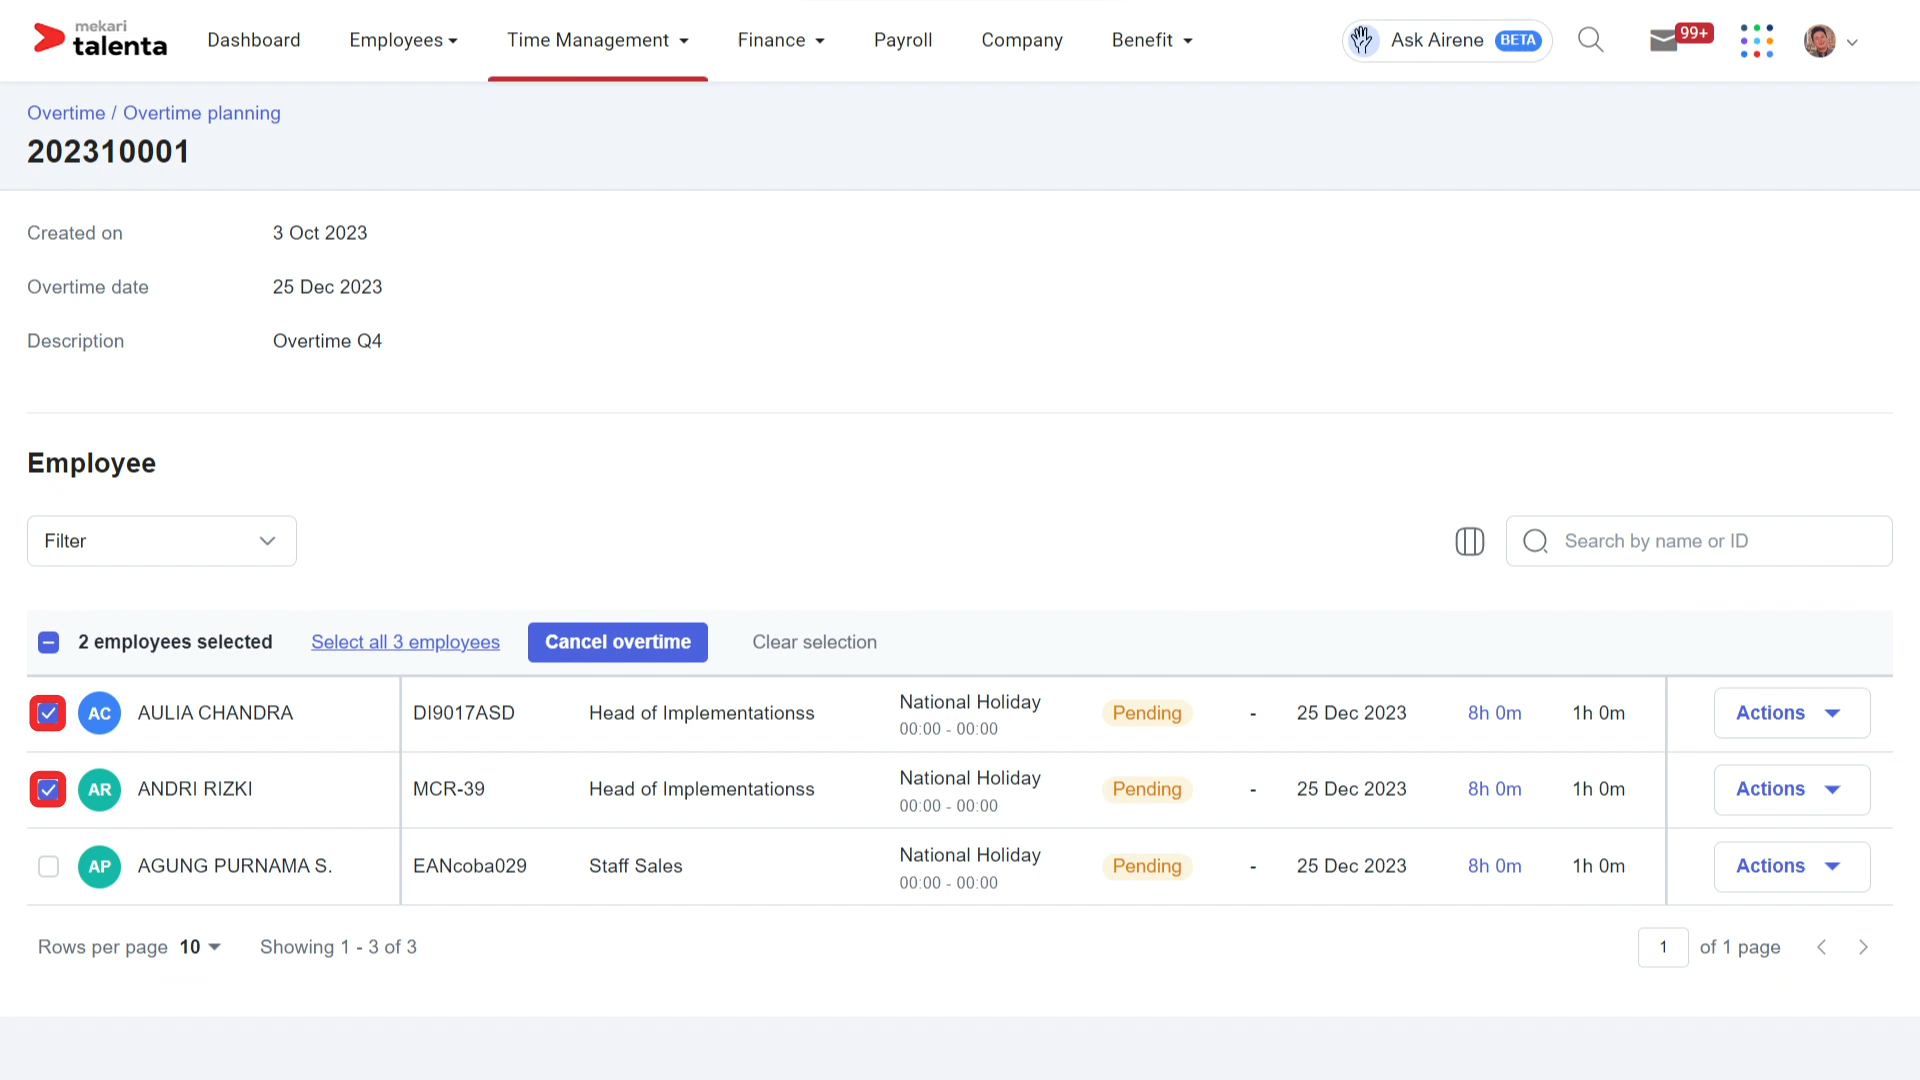 mekari
talenta
Dashboard
Employees
Time Management
Finance
Payroll
Company
Benefit
Ask Airene BETA
99+
Overtime / Overtime planning
202310001
Created on 3 Oct 2023
Overtime date 25 Dec 2023
Description Overtime Q4
Employee
Filter
Search by name or ID
2 employees selected Select all 3 employees Cancel overtime Clear selection
AC AULIA CHANDRA DI9017ASD Head of Implementationss National Holiday Pending - 25 Dec 2023 8h 0m 1h 0m Actions
00:00 - 00:00
AR ANDRI RIZKI MCR-39 Head of Implementationss National Holiday Pending - 25 Dec 2023 8h 0m 1h 0m Actions
00:00 - 00:00
AP AGUNG PURNAMA S. EANcoba029 Staff Sales National Holiday Pending - 25 Dec 2023 8h 0m 1h 0m Actions
00:00 - 00:00
Rows per page 10 Showing 1 - 3 of 3 1 of 1 page